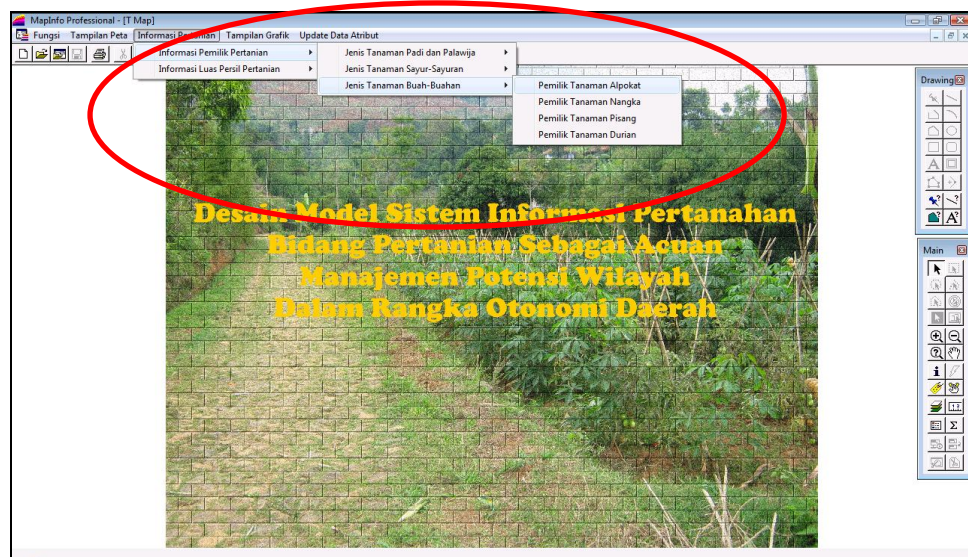 MapInfo Professional - [T Map]
Fungsi Tampilan Peta Informasi Pertanian Tampilan Grafik Update Data Atribut
Informasi Pemilik Pertanian
Informasi Luas Persil Pertanian
Jenis Tanaman Padi dan Palawija
Jenis Tanaman Sayur-Sayuran
Jenis Tanaman Buah-Buahan
Pemilik Tanaman Alpokat
Pemilik Tanaman Nangka
Pemilik Tanaman Pisang
Pemilik Tanaman Durian
Desain Model Sistem Informasi Pertanahan
Bidang Pertanian Sebagai Acuan
Manajemen Potensi Wilayah
Dalam Rangka Otonomi Daerah
Drawing
Main